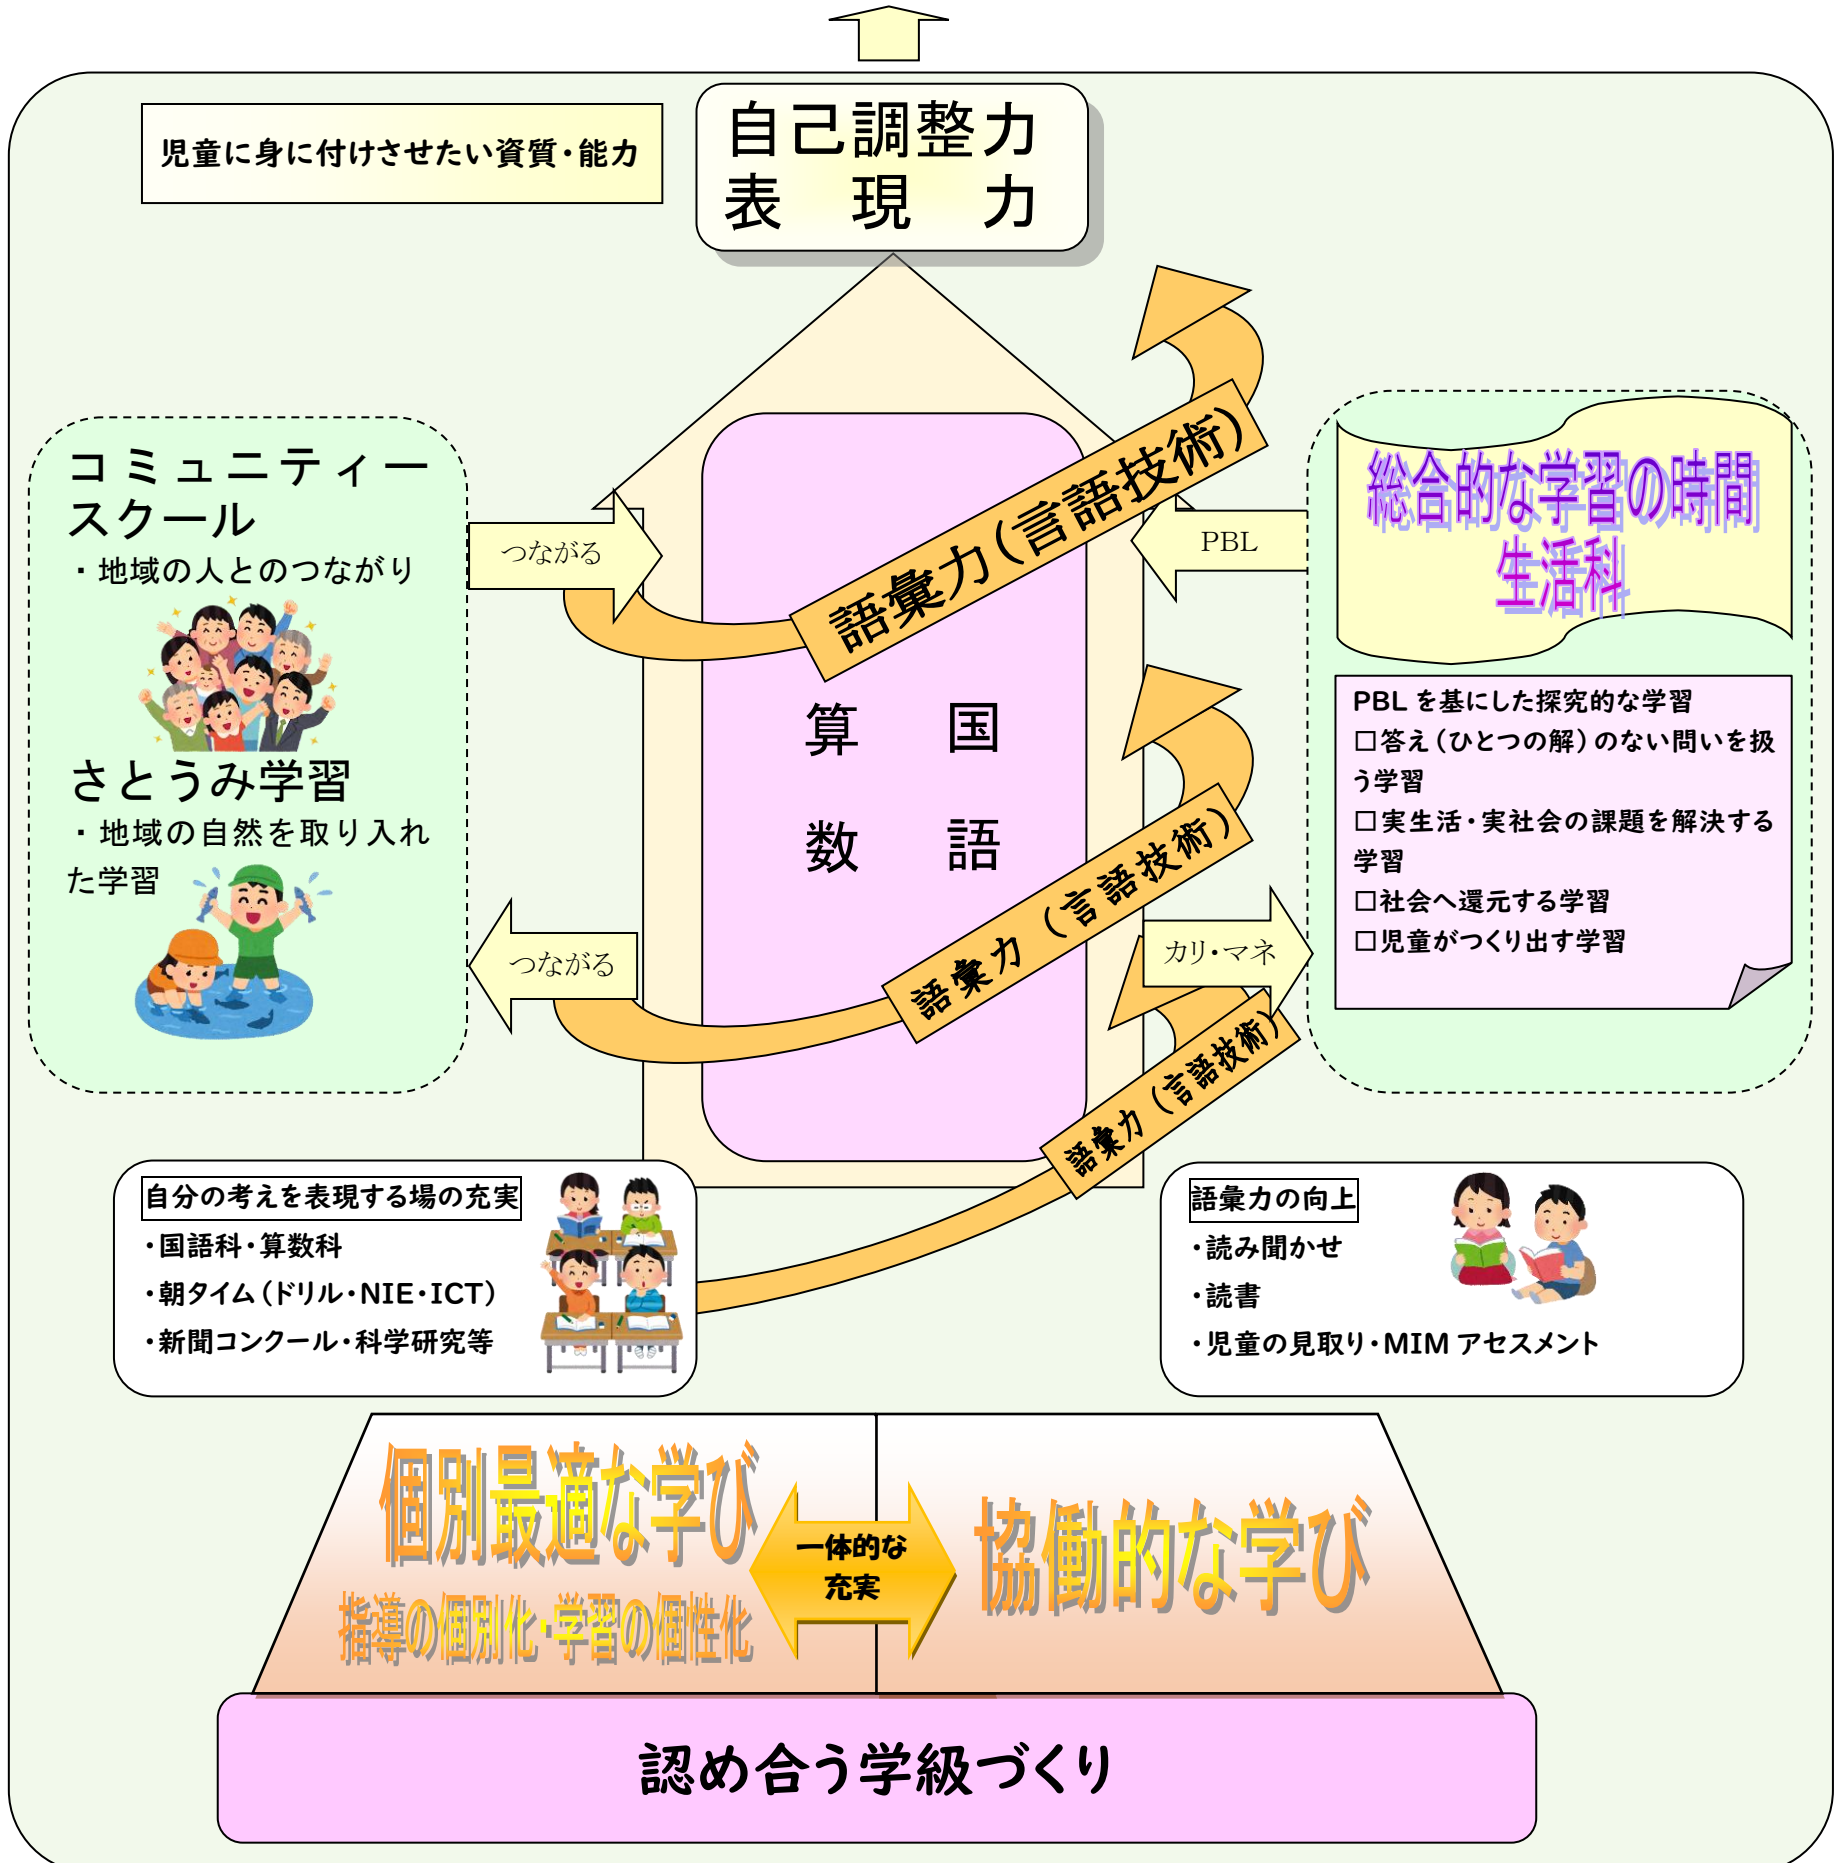 児童に身に付けさせたい資質・能力
自己調整力
表　現　力
コミュニティー
スクール
・地域の人とのつながり
さとうみ学習
・地域の自然を取り入れ
た学習
つながる
つながる
語彙力（言語技術）
語彙力（言語技術）
語彙力（言語技術）
国語
算数
PBL
カリ・マネ
総合的な学習の時間
生活科
PBL を基にした探究的な学習
□答え（ひとつの解）のない問いを扱
う学習
□実生活・実社会の課題を解決する
学習
□社会へ還元する学習
□児童がつくり出す学習
自分の考えを表現する場の充実
・国語科・算数科
・朝タイム（ドリル・NIE・ICT）
・新聞コンクール・科学研究等
語彙力の向上
・読み聞かせ
・読書
・児童の見取り・MIM アセスメント
個別最適な学び
指導の個別化・学習の個性化
一体的な
充実
協働的な学び
認め合う学級づくり